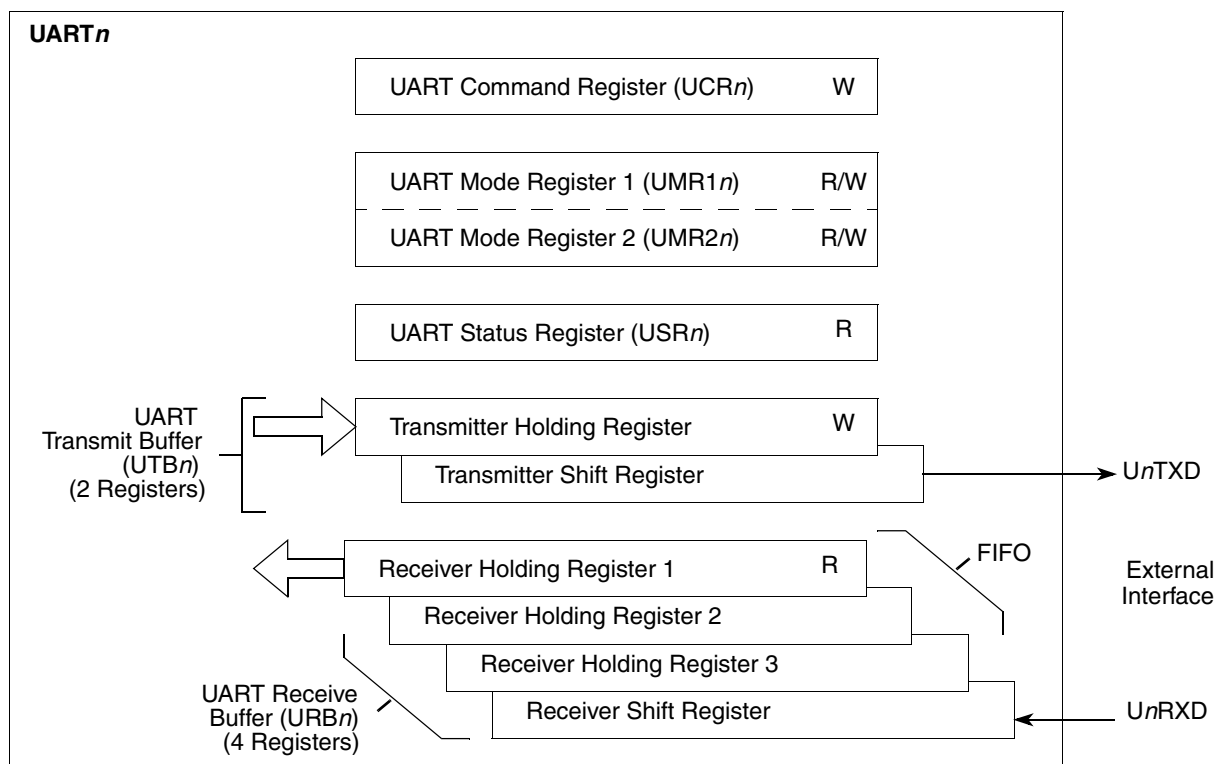 UARTn
UART Command Register (UCRn) W
UART Mode Register 1 (UMR1n) R/W
UART Mode Register 2 (UMR2n) R/W
UART Status Register (USRn) R
UART
Transmit Buffer
(UTBn)
(2 Registers)
Transmitter Holding Register W
Transmitter Shift Register
UnTXD
Receiver Holding Register 1 R
Receiver Holding Register 2
Receiver Holding Register 3
Receiver Shift Register
FIFO
External
Interface
UART Receive
Buffer (URBn)
(4 Registers)
UnRXD